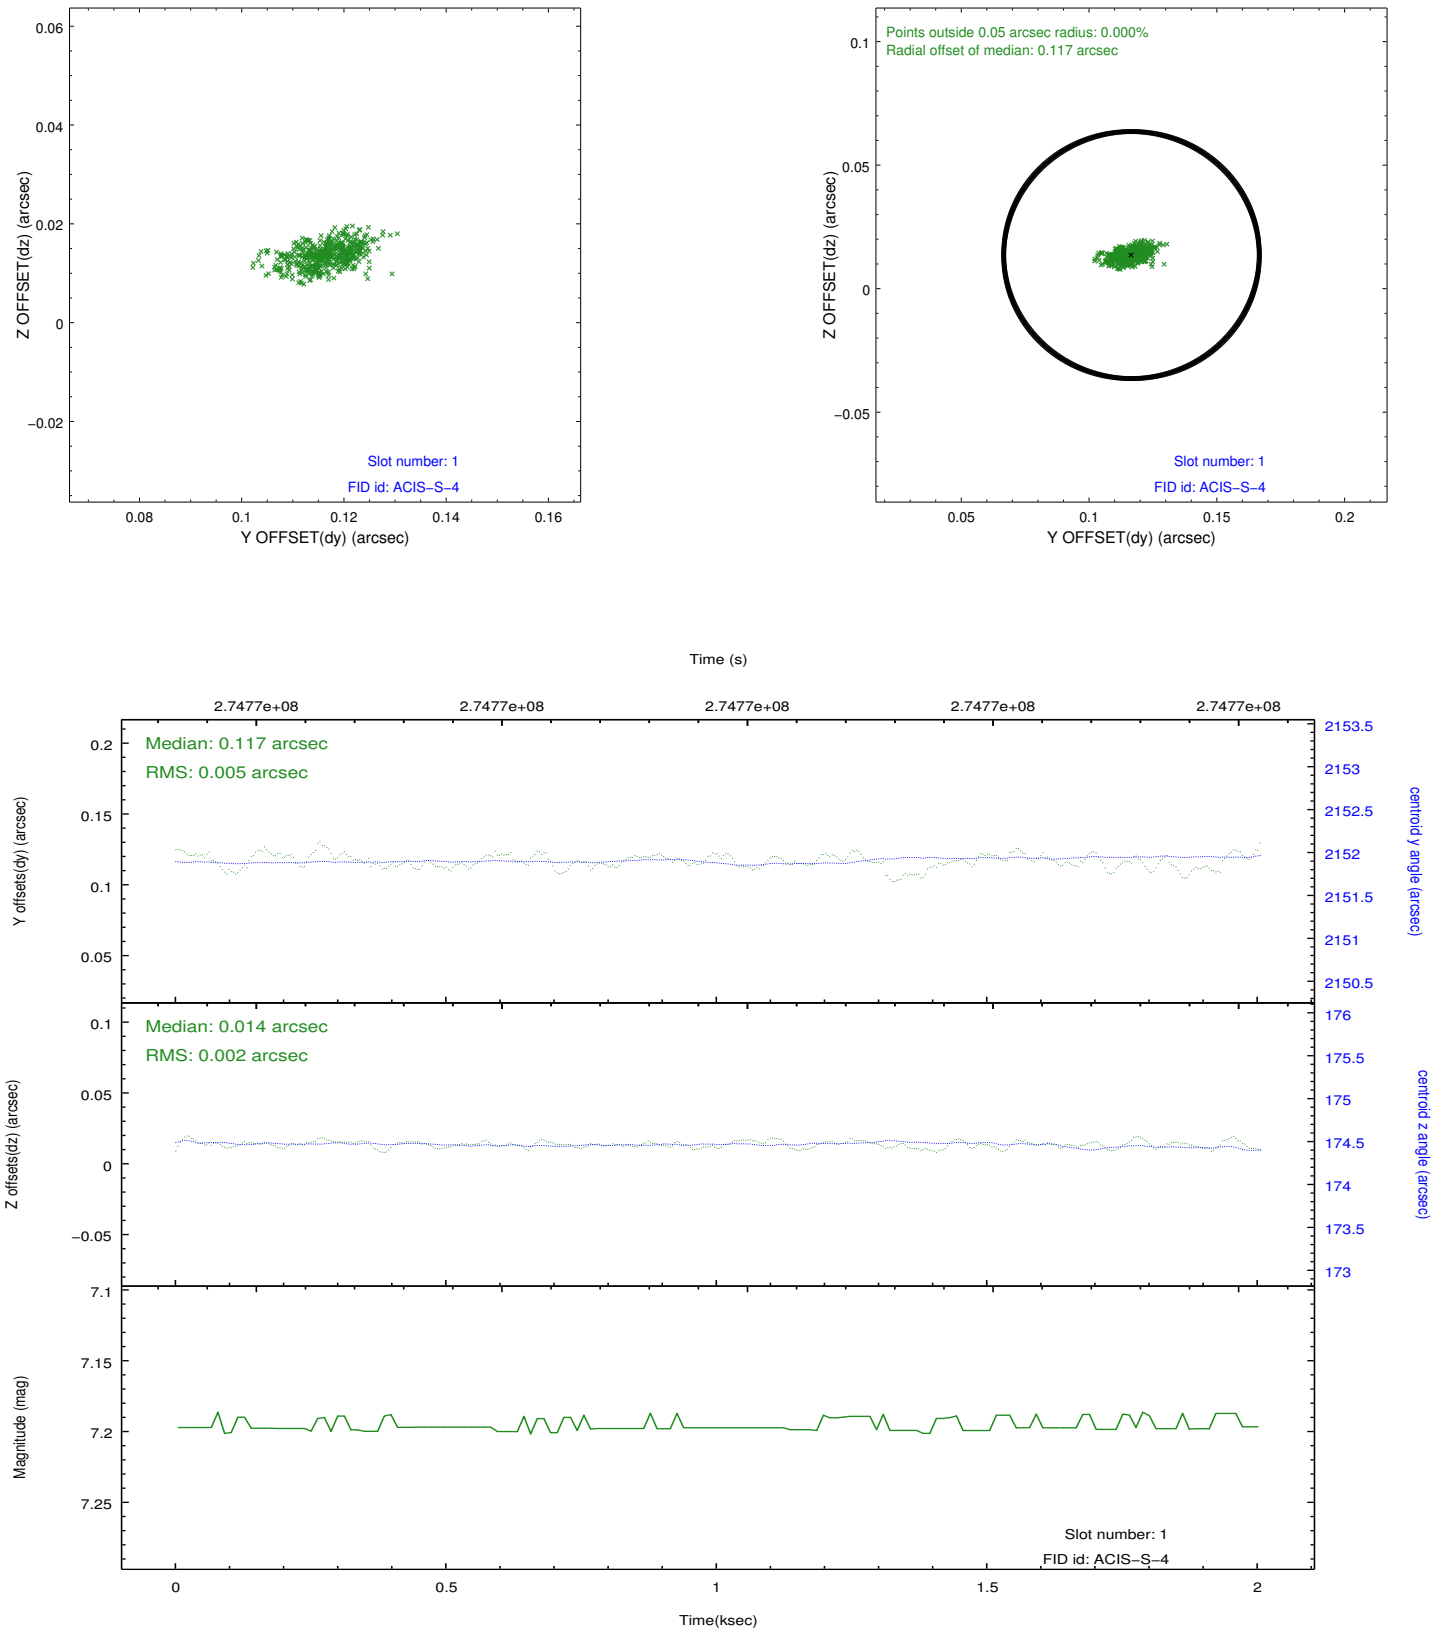 0.06
0.04
0.02
0
−0.02
Z OFFSET(dz) (arcsec)
Slot number: 1
FID id: ACIS−S−4
0.08 0.1 0.12 0.14 0.16
Y OFFSET(dy) (arcsec)
Points outside 0.05 arcsec radius: 0.000%
Radial offset of median: 0.117 arcsec
0.1
0.05
0
−0.05
Z OFFSET(dz) (arcsec)
Slot number: 1
FID id: ACIS−S−4
0.05 0.1 0.15 0.2
Y OFFSET(dy) (arcsec)
Time (s)
2.7477e+08 2.7477e+08 2.7477e+08 2.7477e+08 2.7477e+08
Median: 0.117 arcsec
RMS: 0.005 arcsec
0.2
0.15
0.1
0.05
Y offsets(dy) (arcsec)
2153.5
2153
2152.5
2152
2151.5
2151
2150.5
centroid y angle (arcsec)
Median: 0.014 arcsec
RMS: 0.002 arcsec
0.1
0.05
0
−0.05
Z offsets(dz) (arcsec)
176
175.5
175
174.5
174
173.5
173
centroid z angle (arcsec)
7.1
7.15
7.2
7.25
Magnitude (mag)
Slot number: 1
FID id: ACIS−S−4
0 0.5 1 1.5 2
Time(ksec)